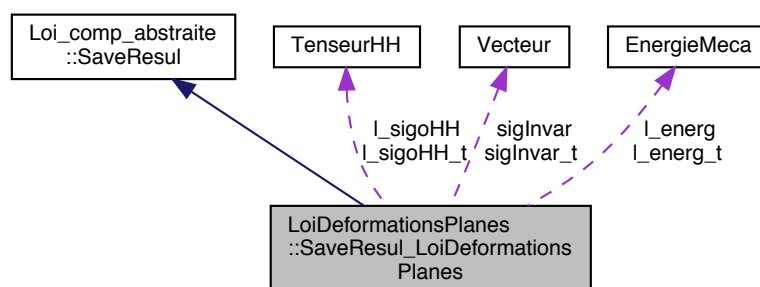 Loi_comp_abstraite
::SaveResul
TenseurHH
Vecteur
EnergieMeca
l_sigoHH
l_sigoHH_t
sigInvar
sigInvar_t
l_energ
l_energ_t
LoiDeformationsPlanes
::SaveResul_LoiDeformations
Planes